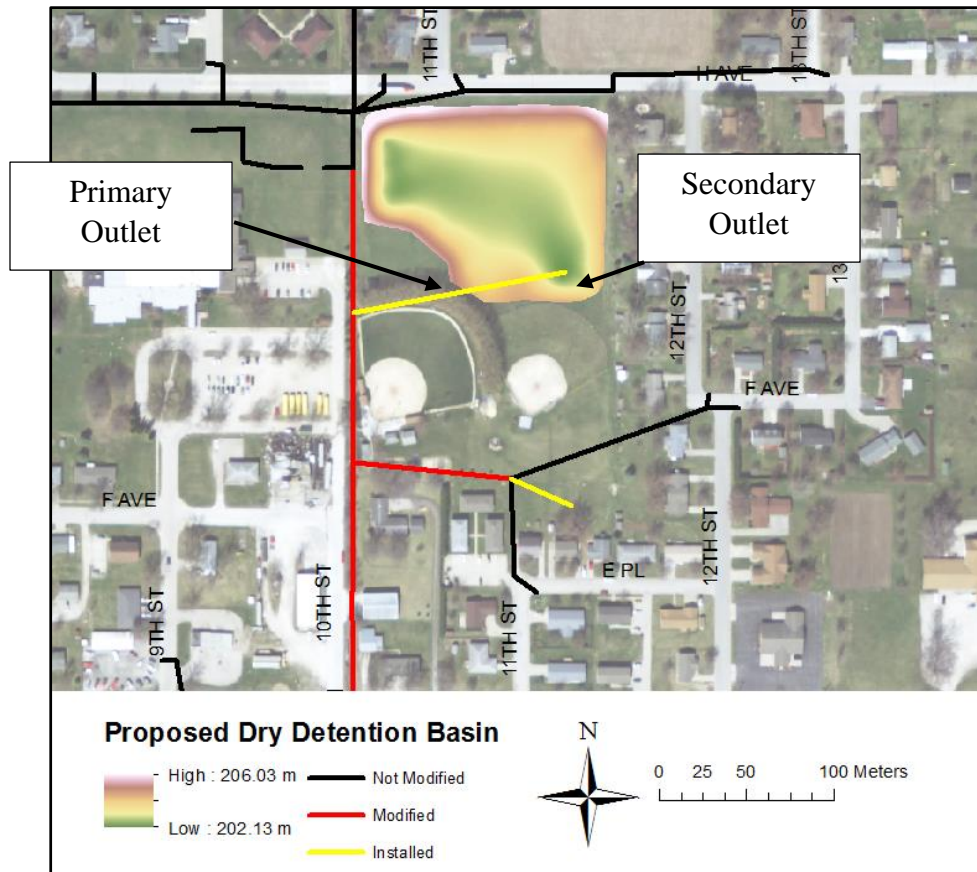 11TH ST
13TH ST
H AVE
Primary
Outlet
Secondary
Outlet
13
12TH ST
F AVE
F AVE
12TH ST
E PL
9TH ST
10TH ST
11TH ST
Proposed Dry Detention Basin
High : 206.03 m
Low : 202.13 m
Not Modified
Modified
Installed
N
0 25 50 100 Meters